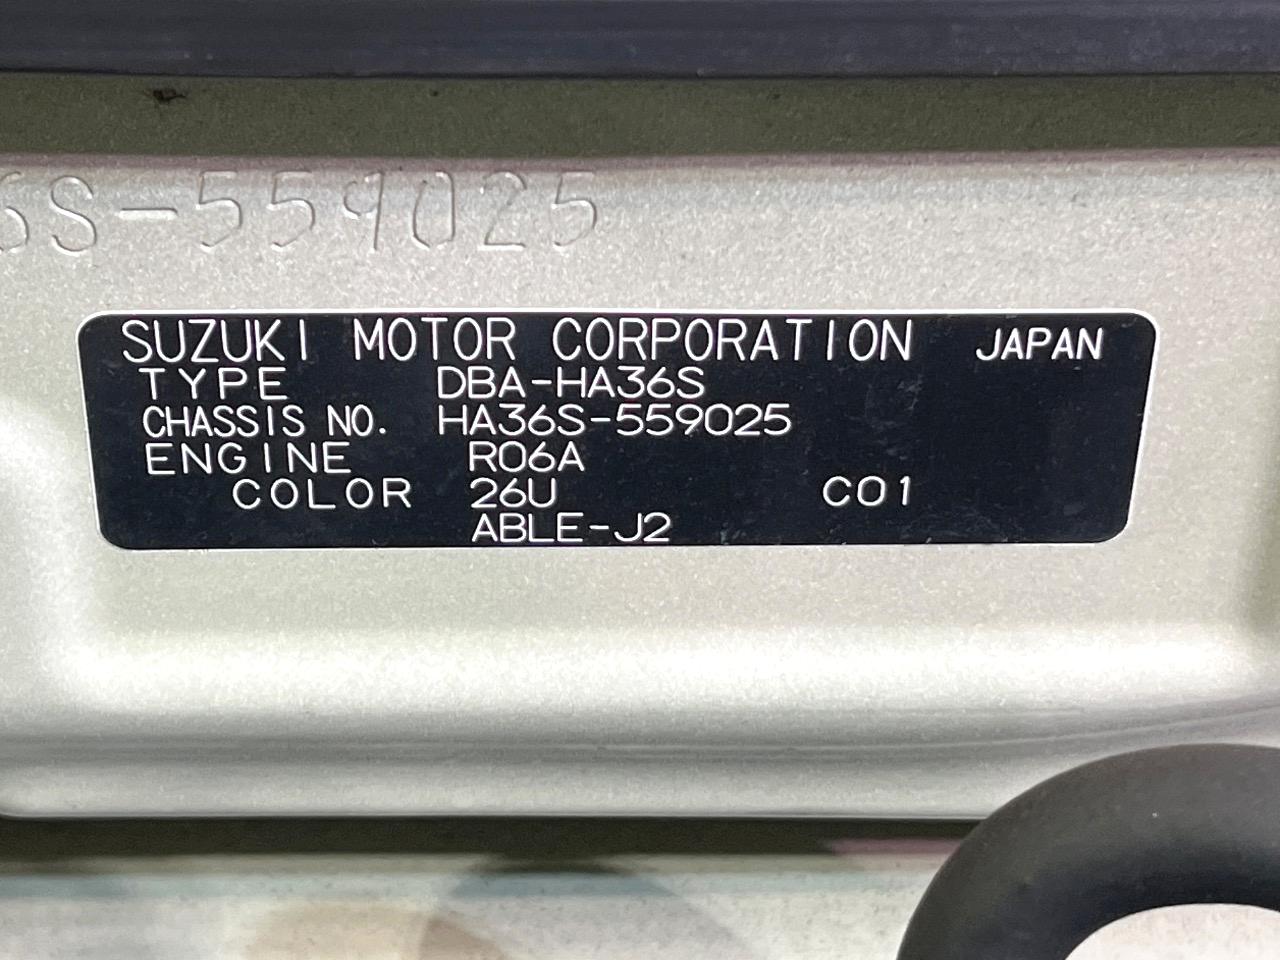 6S-559025
SUZUKI MOTOR CORPORATION JAPAN
TYPE DBA-HA36S
CHASSIS NO. HA36S-559025
ENGINE R06A
COLOR 26U C01
ABLE-J2